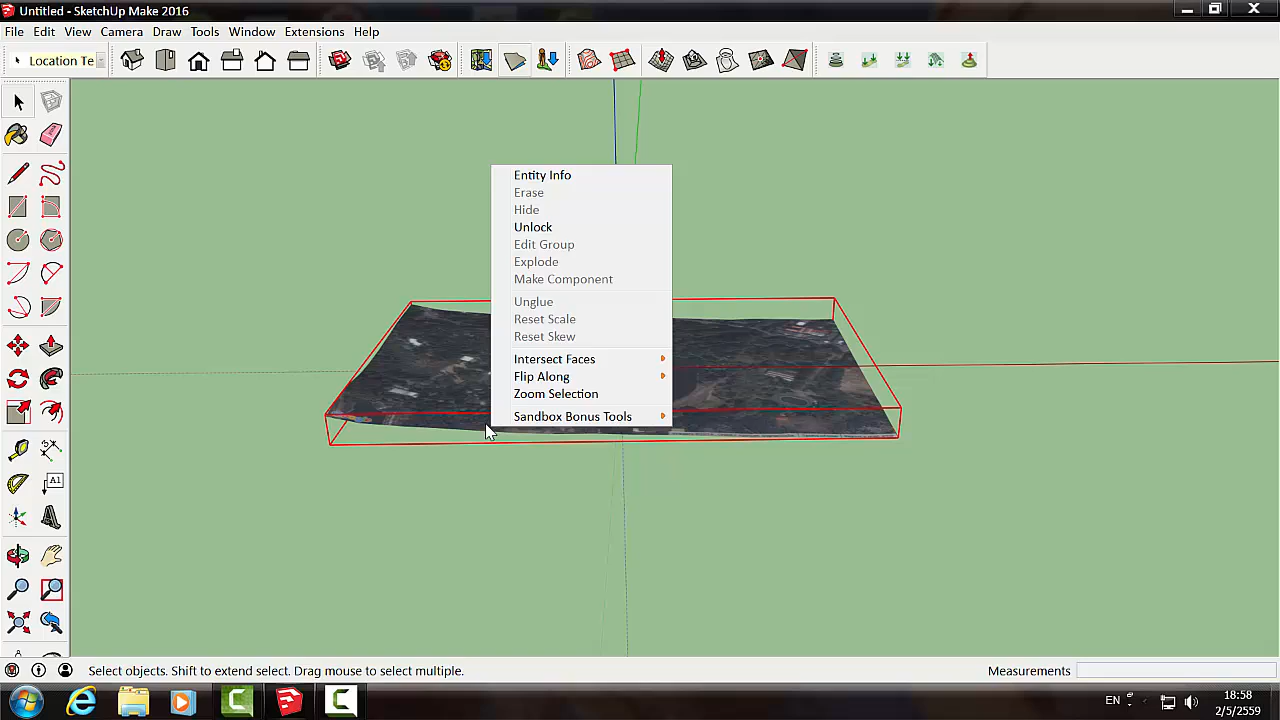 Untitled - SketchUp Make 2016
File Edit View Camera Draw Tools Window Extensions Help
Location Te
A1
Entity Info
Erase
Hide
Unlock
Edit Group
Explode
Make Component
Unglue
Reset Scale
Reset Skew
Intersect Faces
Flip Along
Zoom Selection
Sandbox Bonus Tools
Select objects. Shift to extend select. Drag mouse to select multiple.
Measurements
EN
18:58
2/5/2559